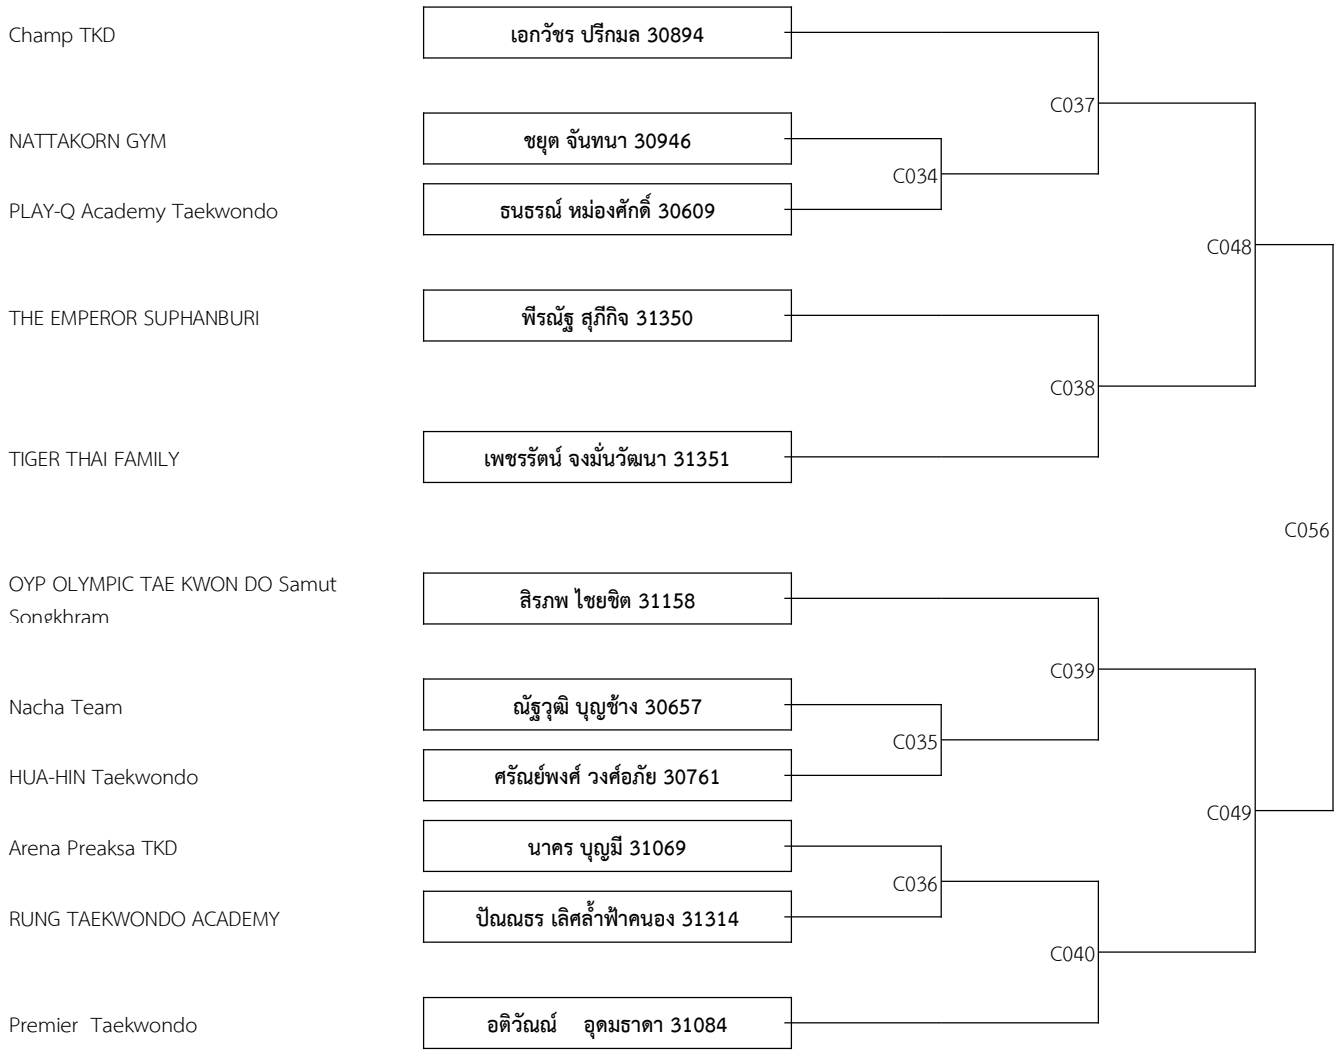 Champ TKD
เอกวัชร ปรีกมล 30894
C037
NATTAKORN GYM
ชยุต จันทนา 30946
C034
PLAY-Q Academy Taekwondo
ธนธรณ์ หม่องศักดิ์ 30609
C048
THE EMPEROR SUPHANBURI
พีรณัฐ สุภีกิจ 31350
C038
TIGER THAI FAMILY
เพชรรัตน์ จงมั่นวัฒนา 31351
C056
OYP OLYMPIC TAE KWON DO Samut
Songkhram
สิรภพ ไชยชิต 31158
C039
Nacha Team
ณัฐวุฒิ บุญช้าง 30657
C035
HUA-HIN Taekwondo
ศรัณย์พงศ์ วงศ์อภัย 30761
C049
Arena Preaksa TKD
นาคร บุญมี 31069
C036
RUNG TAEKWONDO ACADEMY
ปัณณธร เลิศล้ำฟ้าคนอง 31314
C040
Premier Taekwondo
อติวัณณ์ อุดมธาดา 31084